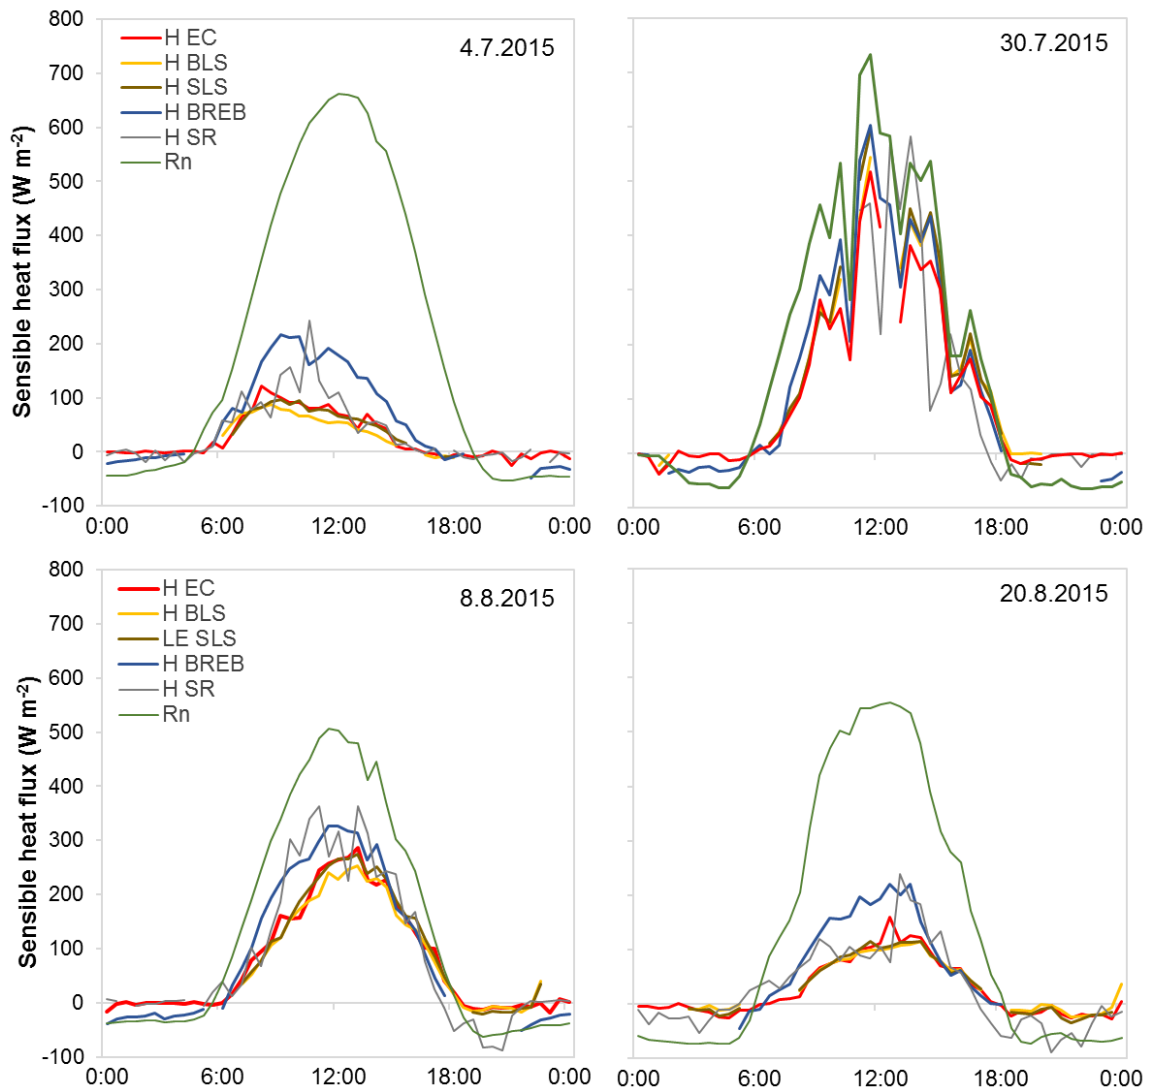 Sensible heat flux (W m-2)
800
700
600
500
400
300
200
100
0
-100
H EC
H BLS
H SLS
H BREB
H SR
Rn
4.7.2015
0:00 6:00 12:00 18:00 0:00
30.7.2015
0:00 6:00 12:00 18:00 0:00
Sensible heat flux (W m-2)
800
700
600
500
400
300
200
100
0
-100
H EC
H BLS
LE SLS
H BREB
H SR
Rn
8.8.2015
0:00 6:00 12:00 18:00 0:00
20.8.2015
0:00 6:00 12:00 18:00 0:00